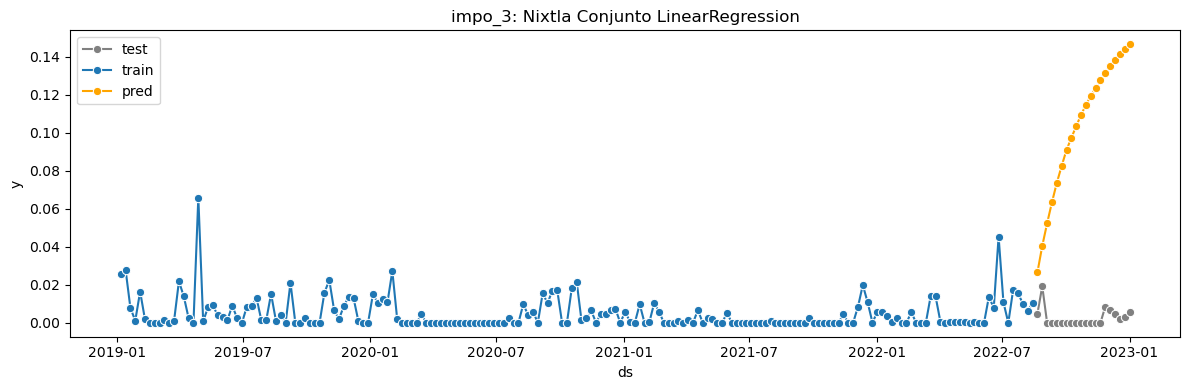 impo_3: Nixtla Conjunto LinearRegression
test
train
pred
0.14
0.12
0.10
0.08
0.06
0.04
0.02
0.00
y
2019-01 2019-07 2020-01 2020-07 2021-01 2021-07 2022-01 2022-07 2023-01
ds